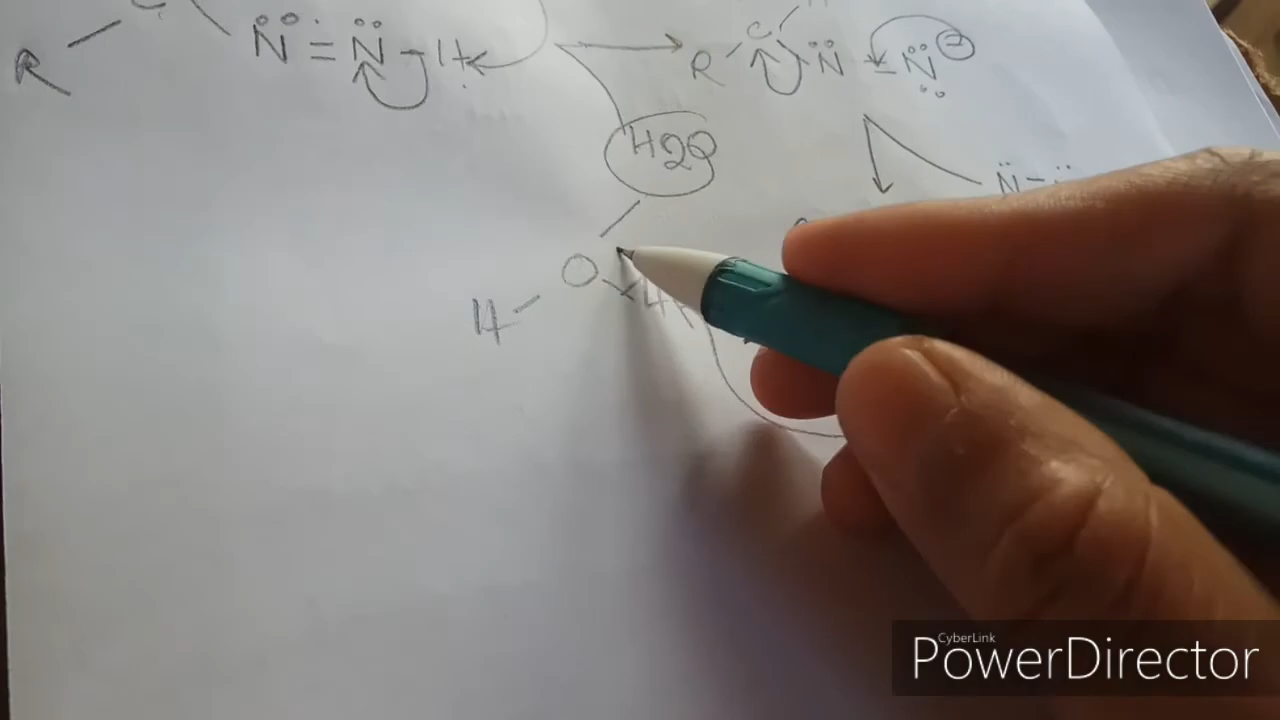 R N = N - H
R C N = N -
H2O
N -
H - O H
CyberLink
PowerDirector